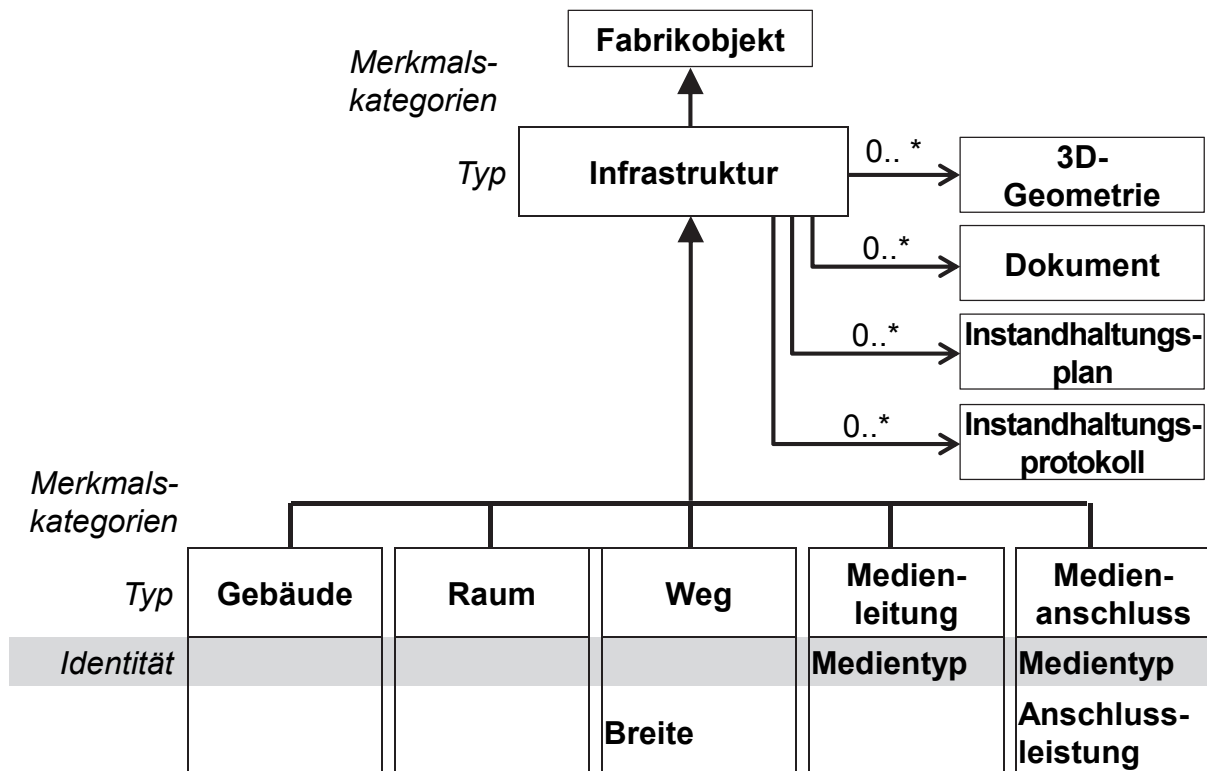 Fabrikobjekt
Merkmals-
kategorien
Typ
Infrastruktur
0.. *
3D-
Geometrie
0..*
Dokument
0..*
Instandhaltungs-
plan
0..*
Instandhaltungs-
protokoll
Merkmals-
kategorien
Typ
Gebäude
Raum
Weg
Medien-
leitung
Medien-
anschluss
Identität
Medientyp
Medientyp
Breite
Anschluss-
leistung